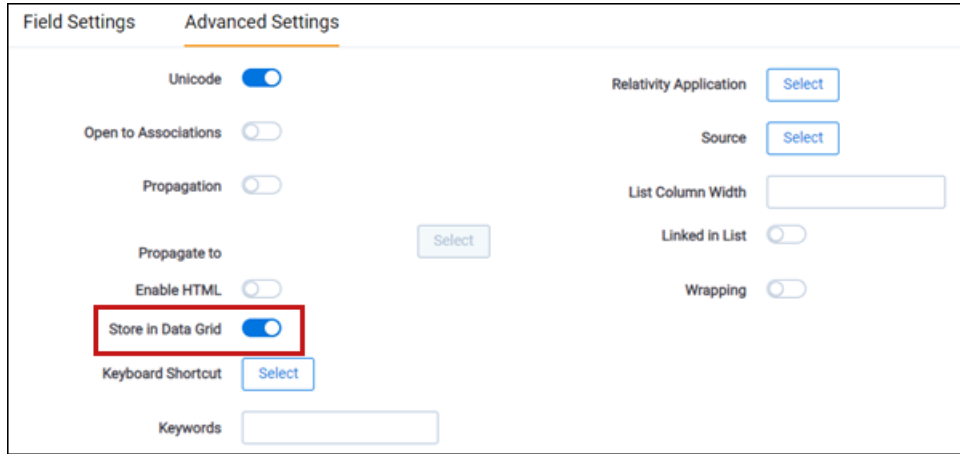 Field Settings
Advanced Settings
Unicode
Open to Associations
Propagation
Propagate to
Select
Enable HTML
Store in Data Grid
Keyboard Shortcut
Select
Keywords
Relativity Application
Select
Source
Select
List Column Width
Linked in List
Wrapping